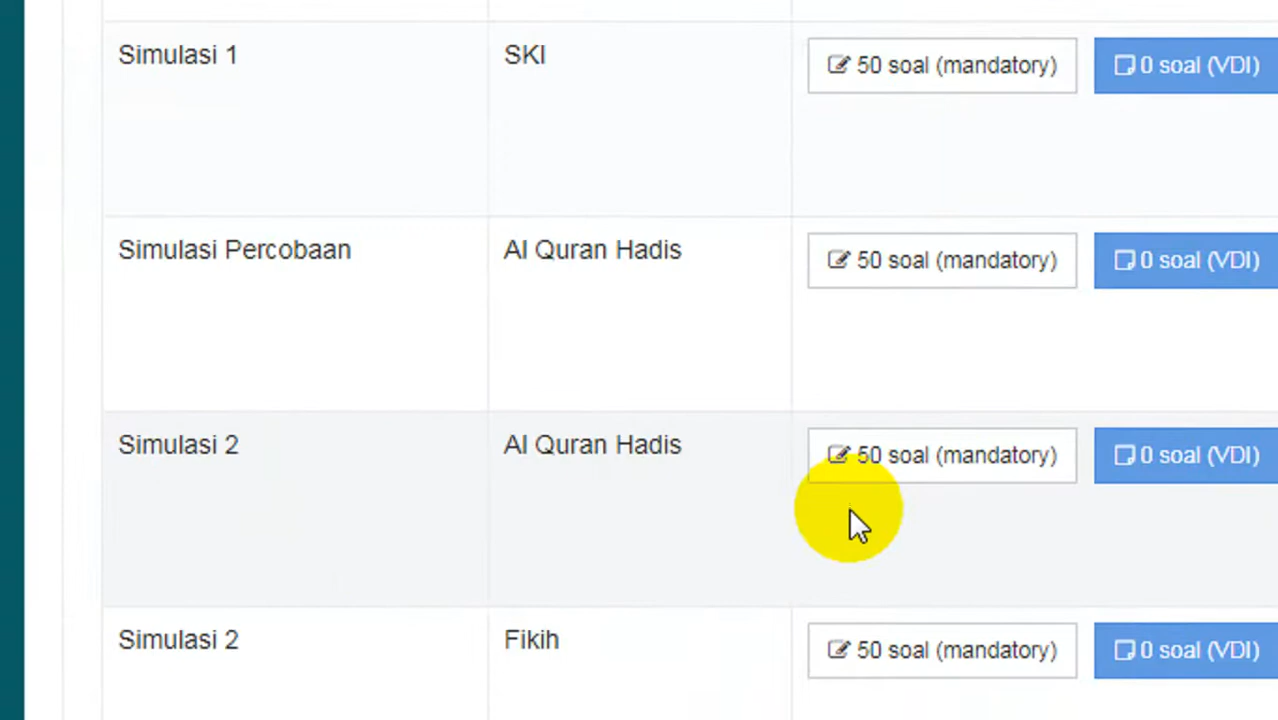 Simulasi 1 SKI 50 soal (mandatory) 0 soal (VDI)
Simulasi Percobaan Al Quran Hadis 50 soal (mandatory) 0 soal (VDI)
Simulasi 2 Al Quran Hadis 50 soal (mandatory) 0 soal (VDI)
Simulasi 2 Fikih 50 soal (mandatory) 0 soal (VDI)